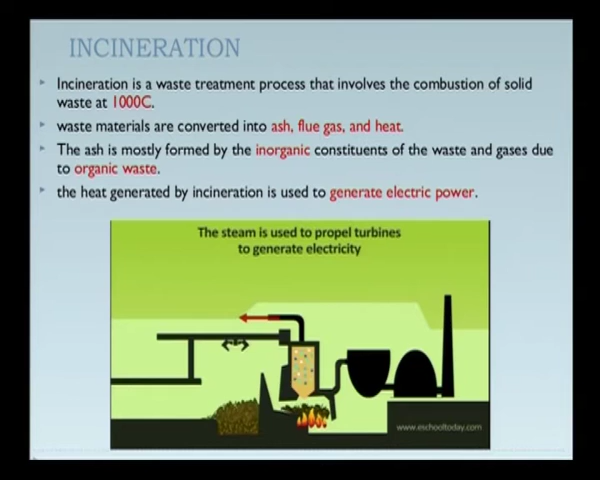 INCINERATION
Incineration is a waste treatment process that involves the combustion of solid
waste at 1000C.
waste materials are converted into ash, flue gas, and heat.
The ash is mostly formed by the inorganic constituents of the waste and gases due
to organic waste.
the heat generated by incineration is used to generate electric power.
The steam is used to propel turbines
to generate electricity
www.eschooltoday.com